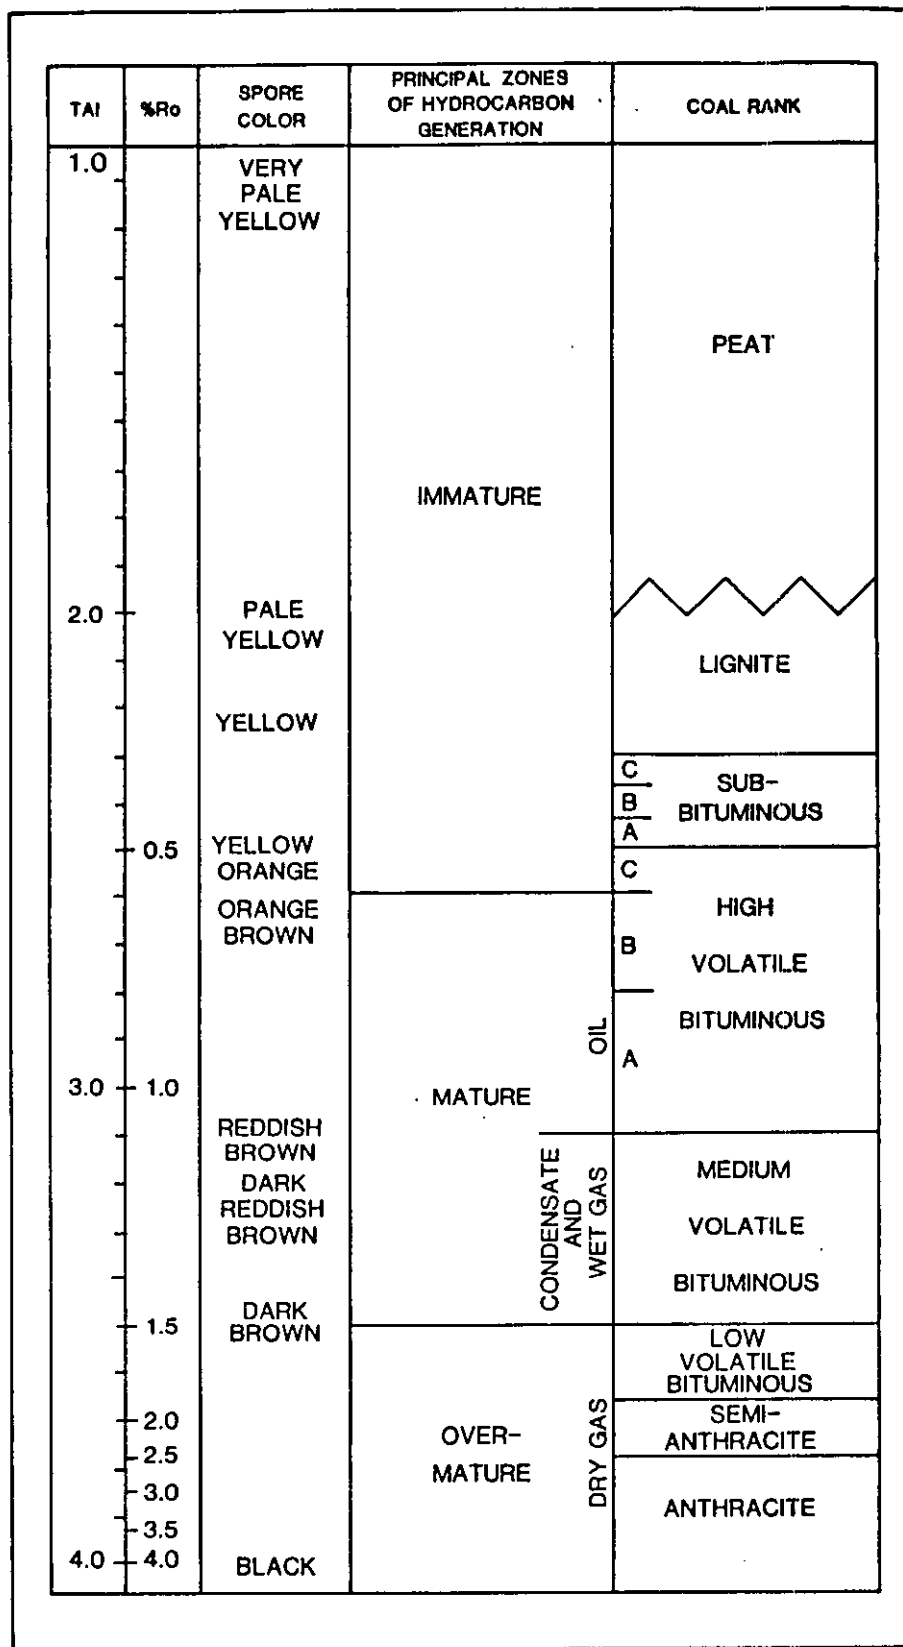 TAI
%Ro
SPORE
COLOR
PRINCIPAL ZONES
OF HYDROCARBON
GENERATION
COAL RANK
1.0
2.0
3.0
4.0
0.5
1.0
1.5
2.0
2.5
3.0
3.5
4.0
VERY
PALE
YELLOW
PALE
YELLOW
YELLOW
YELLOW
ORANGE
ORANGE
BROWN
REDDISH
BROWN
DARK
REDDISH
BROWN
DARK
BROWN
BLACK
IMMATURE
MATURE
OIL
CONDENSATE
AND
WET GAS
OVER-
MATURE
DRY GAS
PEAT
LIGNITE
C
B
A
SUB-
BITUMINOUS
C
B
A
HIGH
VOLATILE
BITUMINOUS
MEDIUM
VOLATILE
BITUMINOUS
LOW
VOLATILE
BITUMINOUS
SEMI-
ANTHRACITE
ANTHRACITE